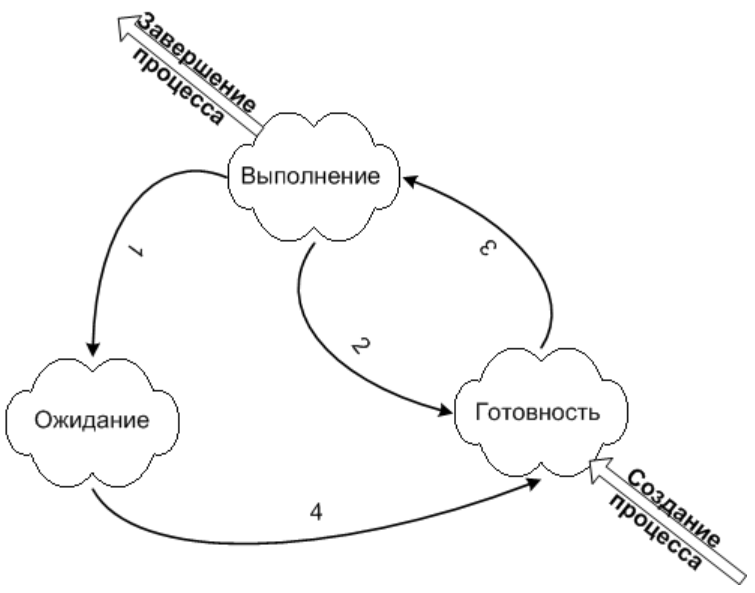 Завершение
процесса
Выполнение
1
3
2
Ожидание
Готовность
4
Создание
процесса